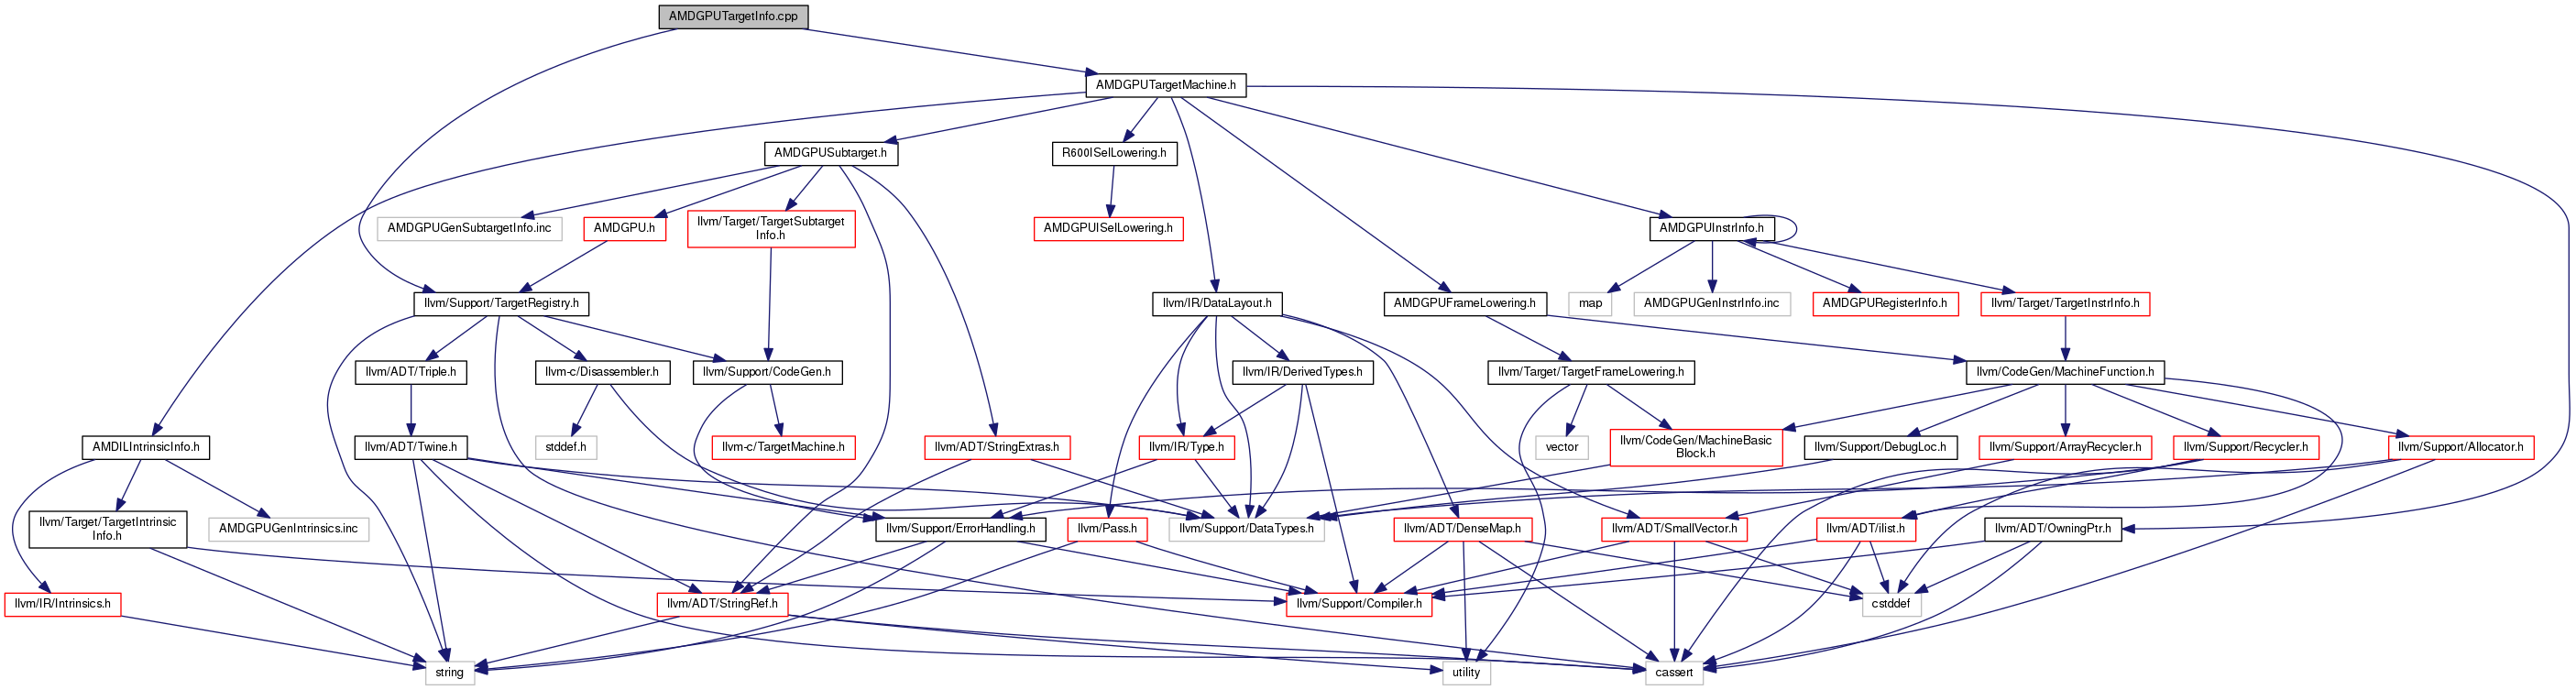 AMDGPUTargetInfo.cpp
AMDGPUTargetMachine.h
AMDGPUSubtarget.h
R600ISelLowering.h
AMDGPUGenSubtargetInfo.inc
AMDGPU.h
llvm/Target/TargetSubtarget
Info.h
AMDGPUISelLowering.h
AMDGPUInstrInfo.h
llvm/Support/TargetRegistry.h
llvm/IR/DataLayout.h
AMDGPUFrameLowering.h
map
AMDGPUGenInstrInfo.inc
AMDGPURegisterInfo.h
llvm/Target/TargetInstrInfo.h
llvm/ADT/Triple.h
llvm-c/Disassembler.h
llvm/Support/CodeGen.h
llvm/IR/DerivedTypes.h
llvm/Target/TargetFrameLowering.h
llvm/CodeGen/MachineFunction.h
AMDILIntrinsicInfo.h
llvm/ADT/Twine.h
stddef.h
llvm-c/TargetMachine.h
llvm/ADT/StringExtras.h
llvm/IR/Type.h
vector
llvm/CodeGen/MachineBasic
Block.h
llvm/Support/DebugLoc.h
llvm/Support/ArrayRecycler.h
llvm/Support/Recycler.h
llvm/Support/Allocator.h
llvm/Target/TargetIntrinsic
Info.h
AMDGPUGenIntrinsics.inc
llvm/Support/ErrorHandling.h
llvm/Pass.h
llvm/Support/DataTypes.h
llvm/ADT/DenseMap.h
llvm/ADT/SmallVector.h
llvm/ADT/ilist.h
llvm/ADT/OwningPtr.h
llvm/IR/Intrinsics.h
llvm/ADT/StringRef.h
llvm/Support/Compiler.h
cstddef
string
utility
cassert